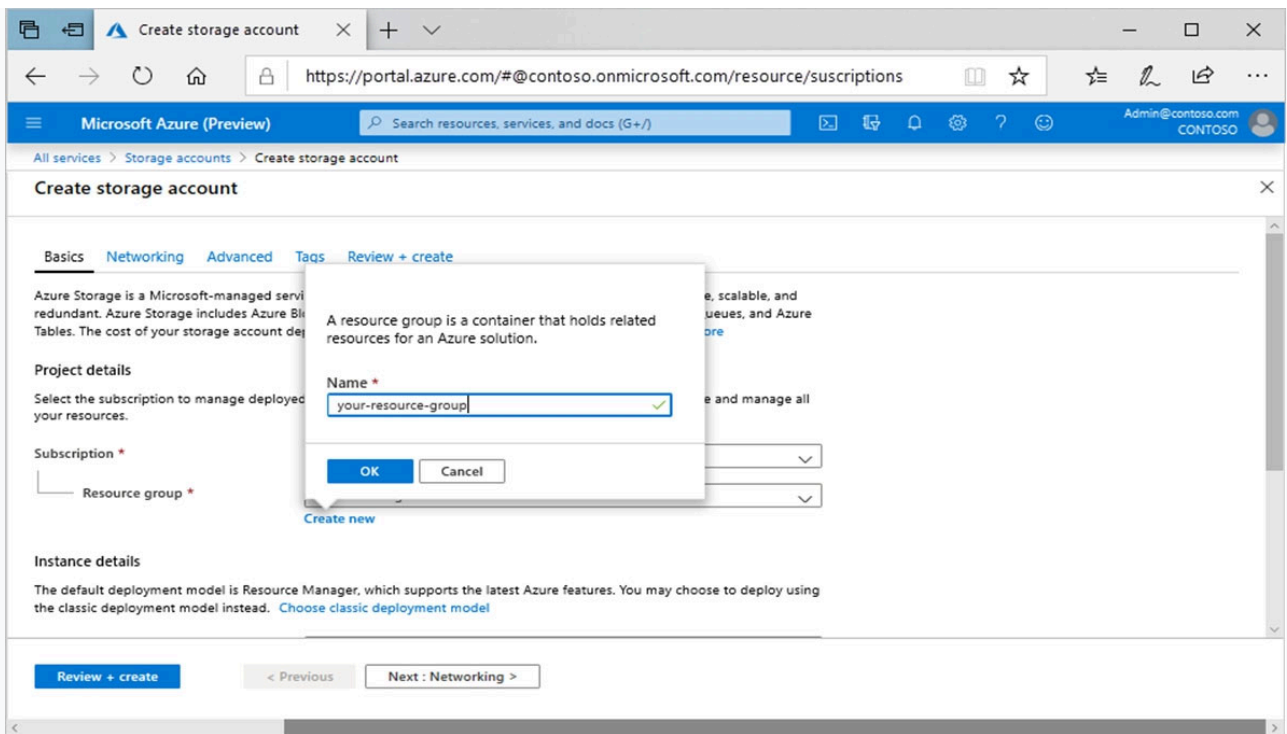 Create storage account
https://portal.azure.com/#@contoso.onmicrosoft.com/resource/suscriptions
Microsoft Azure (Preview)
Search resources, services, and docs (G+/)
Admin@contoso.com
CONTOSO
All services > Storage accounts > Create storage account
Create storage account
Basics Networking Advanced Tags Review + create
Azure Storage is a Microsoft-managed servi
e, scalable, and
redundant. Azure Storage includes Azure Bl
ueues, and Azure
Tables. The cost of your storage account de
ore
A resource group is a container that holds related
resources for an Azure solution.
Name *
your-resource-group
OK Cancel
Project details
Select the subscription to manage deployed
e and manage all
your resources.
Subscription *
Resource group *
Create new
Instance details
The default deployment model is Resource Manager, which supports the latest Azure features. You may choose to deploy using
the classic deployment model instead. Choose classic deployment model
Review + create < Previous Next : Networking >